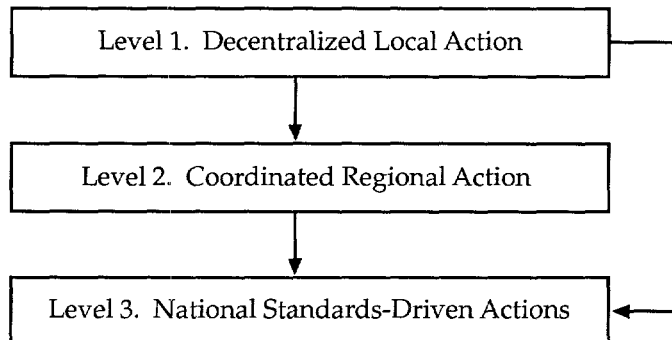 Level 1. Decentralized Local Action
Level 2. Coordinated Regional Action
Level 3. National Standards-Driven Actions